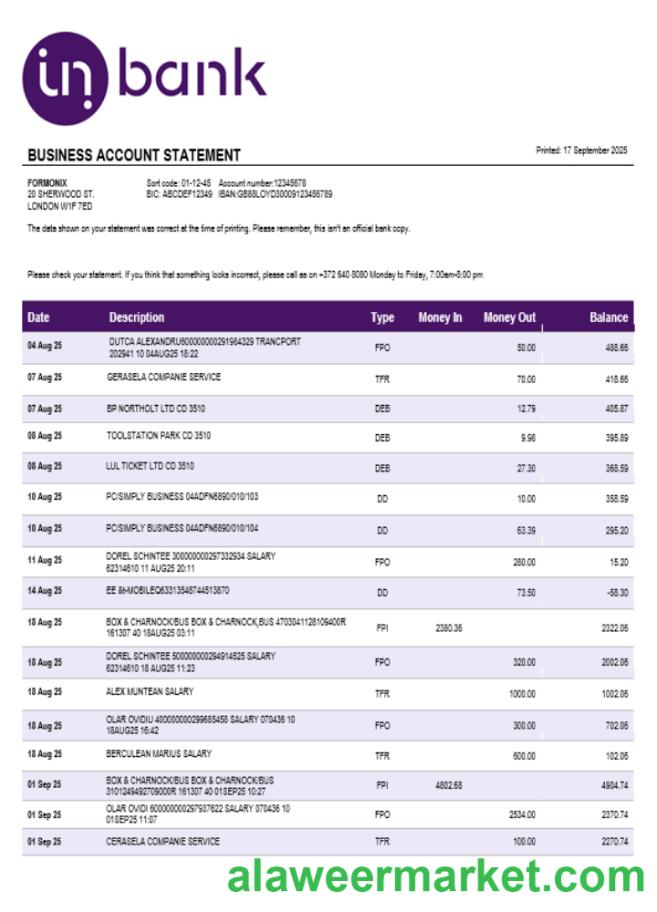 in bank
BUSINESS ACCOUNT STATEMENT
Printed: 17 September 2025
FORMONIX
20 SHERWOOD ST.
LONDON W1F 7ED
Sort code: 01-12-45 Account number:12345678
BIC: ABCDEF12349 IBAN:GB88LOYD30009123456789
The data shown on your statement was correct at the time of printing. Please remember, this isn't an official bank copy.
Please check your statement. If you think that something looks incorrect, please call as on +372 640 8080 Monday to Friday, 7:00am-8:00 pm
Date Description Type Money In Money Out Balance
04 Aug 25 DUTCA ALEXANDRU600000000291984329 TRANCPORT FPO 50.00 488.66
202941 10 04AUG25 18:22
07 Aug 25 GERASELA COMPANIE SERVICE TFR 70.00 418.66
07 Aug 25 BP NORTHOLT LTD CD 3510 DEB 12.79 405.87
08 Aug 25 TOOLSTATION PARK CD 3510 DEB 9.98 395.89
08 Aug 25 LUL TICKET LTD CD 3510 DEB 27.30 368.59
10 Aug 25 PC/SIMPLY BUSINESS 04ADFN6890/010/103 DD 10.00 358.59
10 Aug 25 PC/SIMPLY BUSINESS 04ADFN6890/010/104 DD 63.39 295.20
11 Aug 25 DOREL SCHINTEE 300000000297332934 SALARY FPO 280.00 15.20
62314610 11 AUG25 20:11
14 Aug 25 EE &t-MOBILEQ63313548744513870 DD 73.50 -58.30
18 Aug 25 BOX & CHARNOCK/BUS BOX & CHARNOCK,BUS 4703041128109400R FPI 2380.36 2322.06
161307 40 18AUG25 03:11
18 Aug 25 DOREL SCHINTEE 500000000294914525 SALARY FPO 320.00 2002.06
62314610 18 AUG25 11:23
18 Aug 25 ALEX MUNTEAN SALARY TFR 1000.00 1002.06
18 Aug 25 OLAR OVIDIU 400000000299685458 SALARY 070436 10 FPO 300.00 702.06
18AUG25 16:42
18 Aug 25 BERCULEAN MARIUS SALARY TFR 600.00 102.06
01 Sep 25 BOX & CHARNOCK/BUS BOX & CHARNOCK/BUS FPI 4802.68 4904.74
3101249492709000R 161307 40 01SEP25 10:27
01 Sep 25 OLAR OVIDI 600000000297937622 SALARY 070436 10 FPO 2534.00 2370.74
01SEP25 11:07
01 Sep 25 CERASELA COMPANIE SERVICE TFR 100.00 2270.74
alaweermarket.com